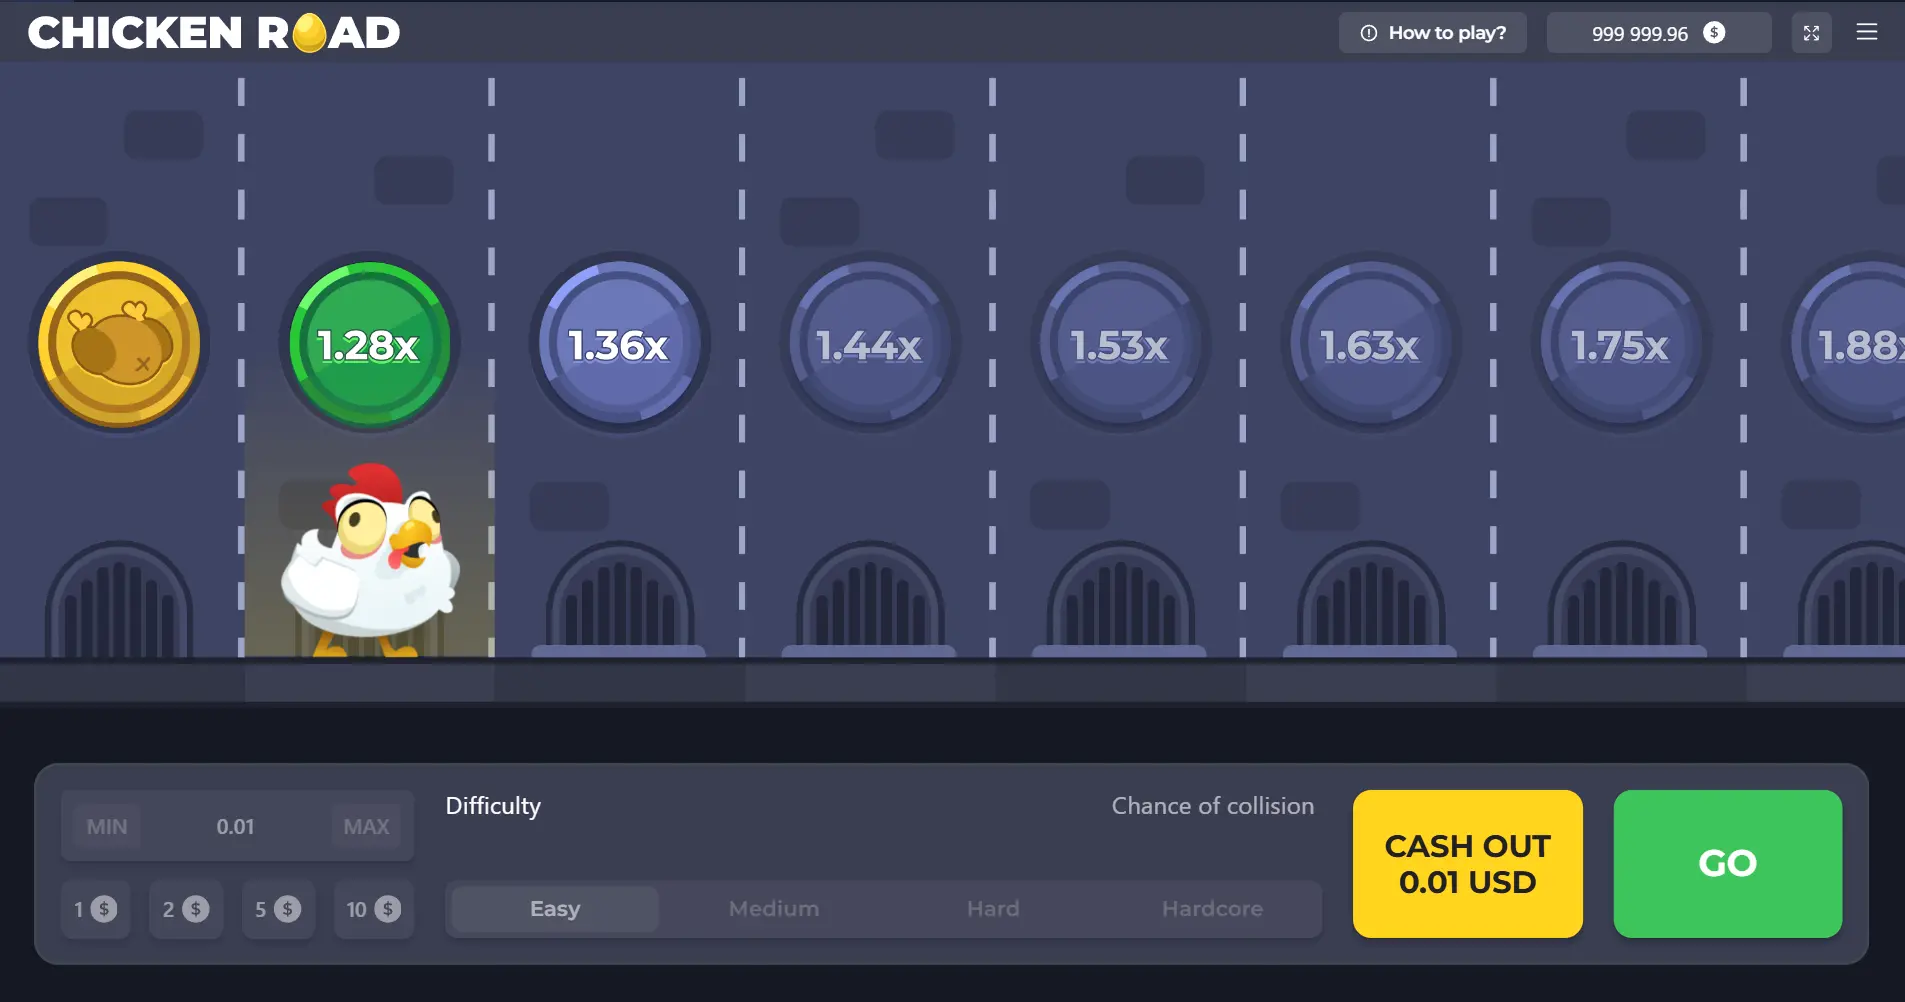 CHICKEN ROAD
How to play?
999 999.96 $
1.28x 1.36x 1.44x 1.53x 1.63x 1.75x 1.88x
Difficulty
Chance of collision
MIN 0.01 MAX
1 $ 2 $ 5 $ 10 $
Easy Medium Hard Hardcore
CASH OUT
0.01 USD
GO